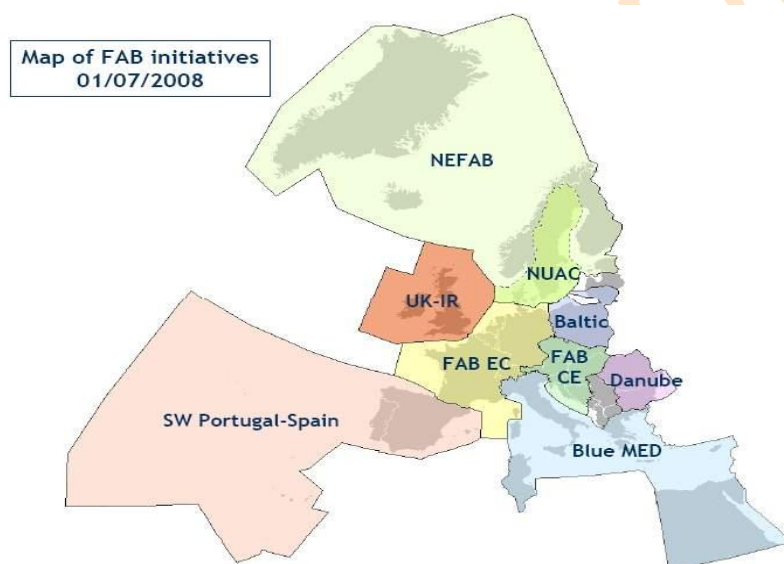 Map of FAB initiatives
01/07/2008
NEFAB
NUAC
UK-IR
Baltic
FAB EC
FAB
CE
Danube
SW Portugal-Spain
Blue MED